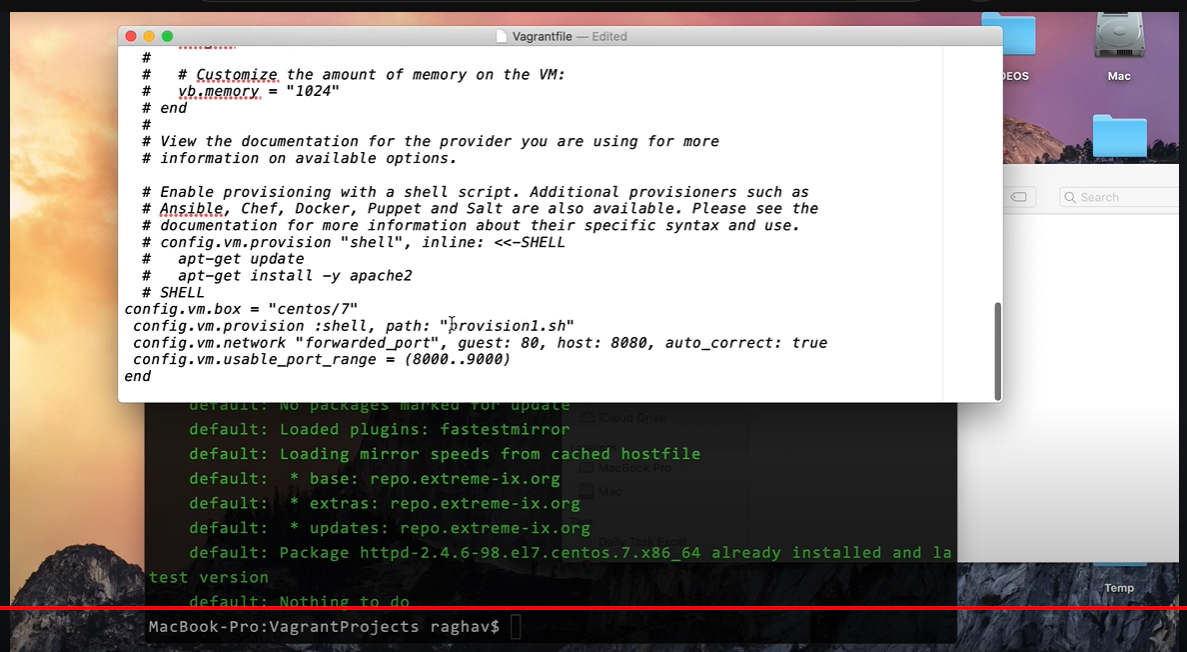 Vagrantfile — Edited
#
#   # Customize the amount of memory on the VM:
#   vb.memory = "1024"
# end
#
# View the documentation for the provider you are using for more
# information on available options.
# Enable provisioning with a shell script. Additional provisioners such as
# Ansible, Chef, Docker, Puppet and Salt are also available. Please see the
# documentation for more information about their specific syntax and use.
# config.vm.provision "shell", inline: <<-SHELL
#   apt-get update
#   apt-get install -y apache2
# SHELL
config.vm.box = "centos/7"
config.vm.provision :shell, path: "provision1.sh"
config.vm.network "forwarded_port", guest: 80, host: 8080, auto_correct: true
config.vm.usable_port_range = (8000..9000)
end
DEOS
Mac
Search
default: No packages marked for update
default: Loaded plugins: fastestmirror
default: Loading mirror speeds from cached hostfile
default:  * base: repo.extreme-ix.org
default:  * extras: repo.extreme-ix.org
default:  * updates: repo.extreme-ix.org
default: Package httpd-2.4.6-98.el7.centos.7.x86_64 already installed and la
test version
default: Nothing to do
MacBook-Pro:VagrantProjects raghav$
iCloud Drive
Locations
MacBook Pro
Mac
Daily Task Excel
Temp